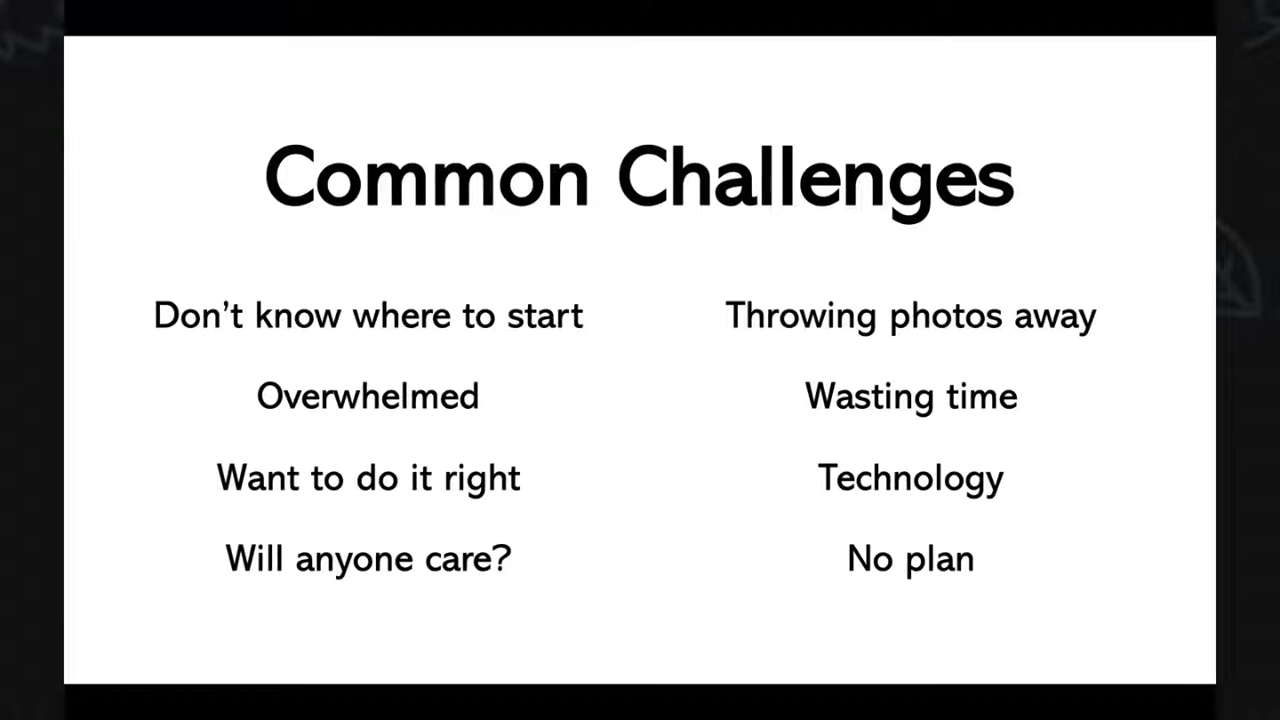 Common Challenges
Don’t know where to start
Overwhelmed
Want to do it right
Will anyone care?
Throwing photos away
Wasting time
Technology
No plan